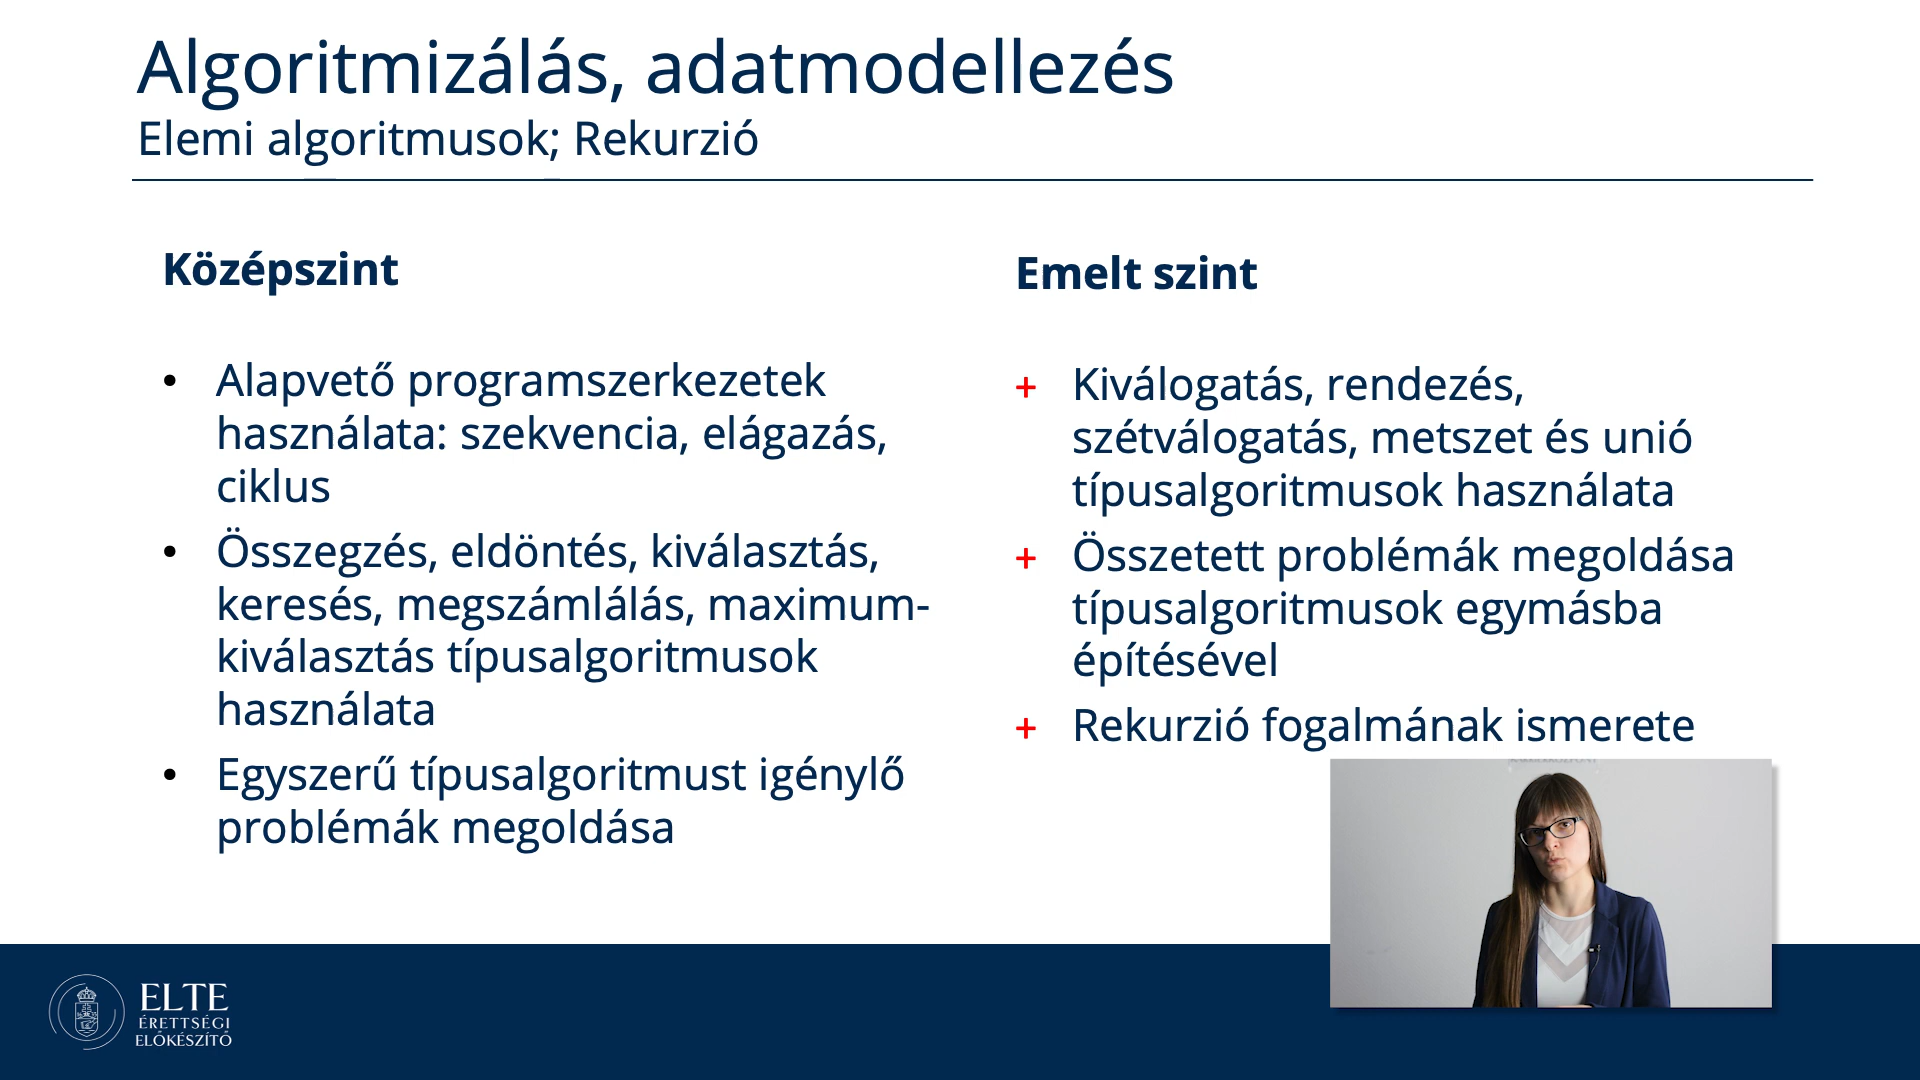 Algoritmizálás, adatmodellezés
Elemi algoritmusok; Rekurzió
Középszint
• Alapvető programszerkezetek
használata: szekvencia, elágazás,
ciklus
• Összegzés, eldöntés, kiválasztás,
keresés, megszámlálás, maximum-
kiválasztás típusalgoritmusok
használata
• Egyszerű típusalgoritmust igénylő
problémák megoldása
Emelt szint
+ Kiválogatás, rendezés,
szétválogatás, metszet és unió
típusalgoritmusok használata
+ Összetett problémák megoldása
típusalgoritmusok egymásba
építésével
+ Rekurzió fogalmának ismerete
ELTE
ÉRETTSÉGI
ELŐKÉSZÍTŐ